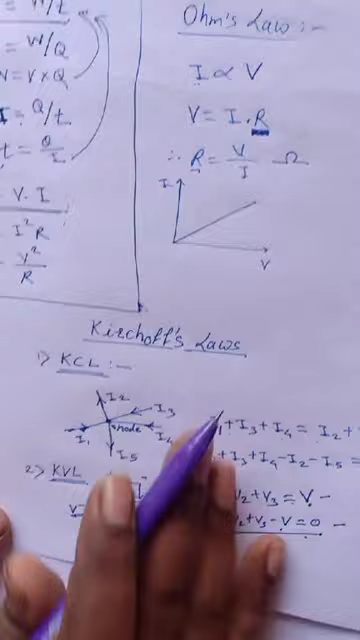 = W/t
= W/Q
= V x Q
I = Q/t
t = Q/I
V · I
I²R
V²/R
Ohm's Law :-
I ∝ V
V = I · R
∴ R = V/I Ω
I
V
Kirchoff's Laws
1) KCL :-
I2
I3
node
I1
I4
I5
+ I3 + I4 = I2 +
+ I3 + I4 - I2 - I5 =
2) KVL
V2 + V3 = V -
V2 + V3 - V = 0 -